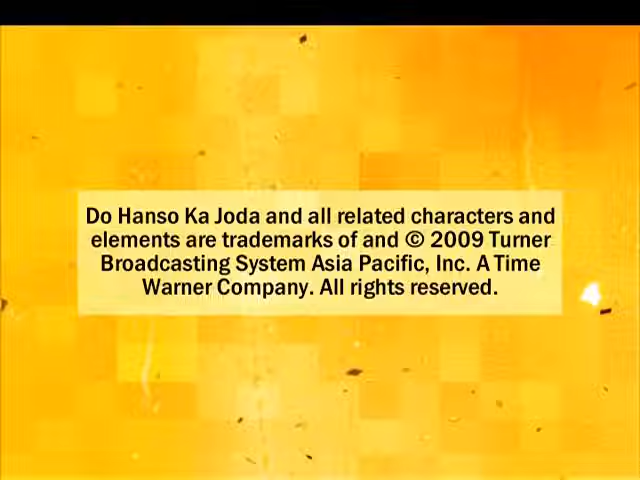 Do Hanso Ka Joda and all related characters and
elements are trademarks of and © 2009 Turner
Broadcasting System Asia Pacific, Inc. A Time
Warner Company. All rights reserved.